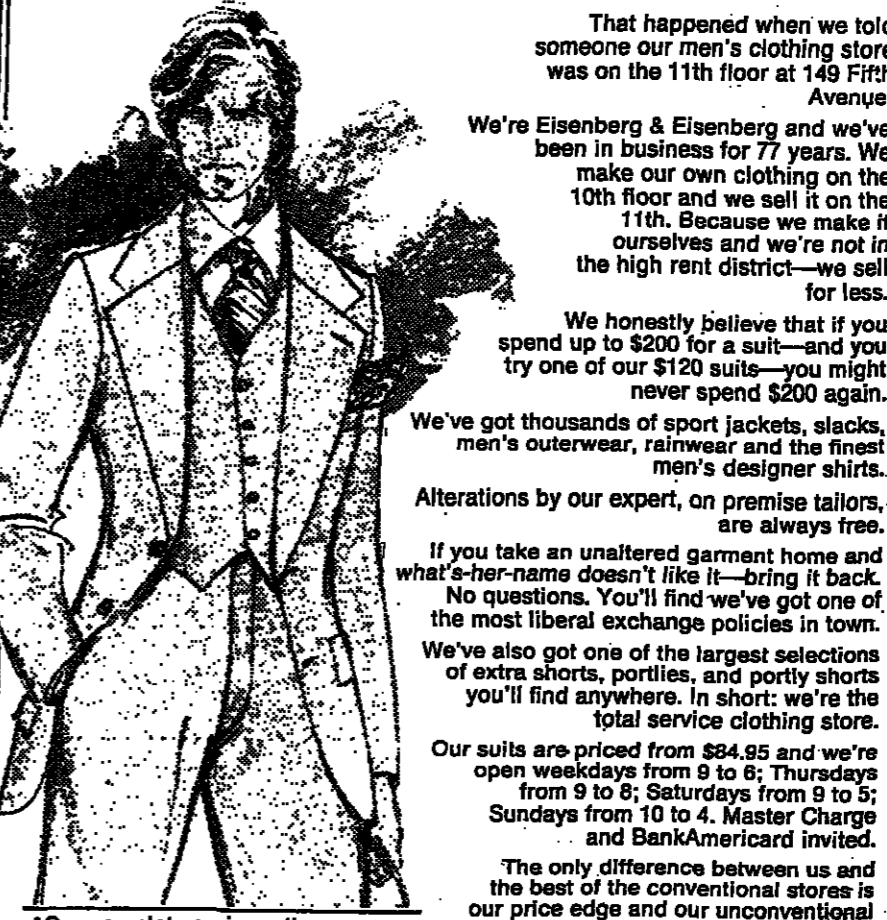 That happened when we told
someone our men's clothing store
was on the 11th floor at 149 Fifth
Avenue.
We're Eisenberg & Eisenberg and we've
been in business for 77 years. We
make our own clothing on the
10th floor and we sell it on the
11th. Because we make it
ourselves and we're not in
the high rent district—we sell
for less.
We honestly believe that if you
spend up to $200 for a suit—and you
try one of our $120 suits—you might
never spend $200 again.
We've got thousands of sport jackets, slacks,
men's outerwear, rainwear and the finest
men's designer shirts.
Alterations by our expert, on premise tailors,
are always free.
If you take an unaltered garment home and
what's-her-name doesn't like it—bring it back.
No questions. You'll find we've got one of
the most liberal exchange policies in town.
We've also got one of the largest selections
of extra shorts, portlies, and portly shorts
you'll find anywhere. In short: we're the
total service clothing store.
Our suits are priced from $84.95 and we're
open weekdays from 9 to 6; Thursdays
from 9 to 8; Saturdays from 9 to 5;
Sundays from 10 to 4. Master Charge
and BankAmericard invited.
The only difference between us and
the best of the conventional stores is
our price edge and our unconventional